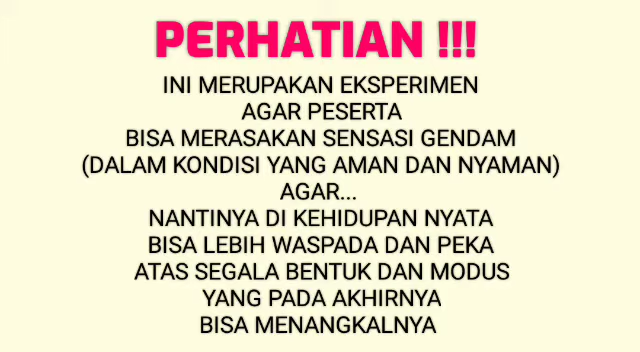 PERHATIAN !!!
INI MERUPAKAN EKSPERIMEN
AGAR PESERTA
BISA MERASAKAN SENSASI GENDAM
(DALAM KONDISI YANG AMAN DAN NYAMAN)
AGAR...
NANTINYA DI KEHIDUPAN NYATA
BISA LEBIH WASPADA DAN PEKA
ATAS SEGALA BENTUK DAN MODUS
YANG PADA AKHIRNYA
BISA MENANGKALNYA